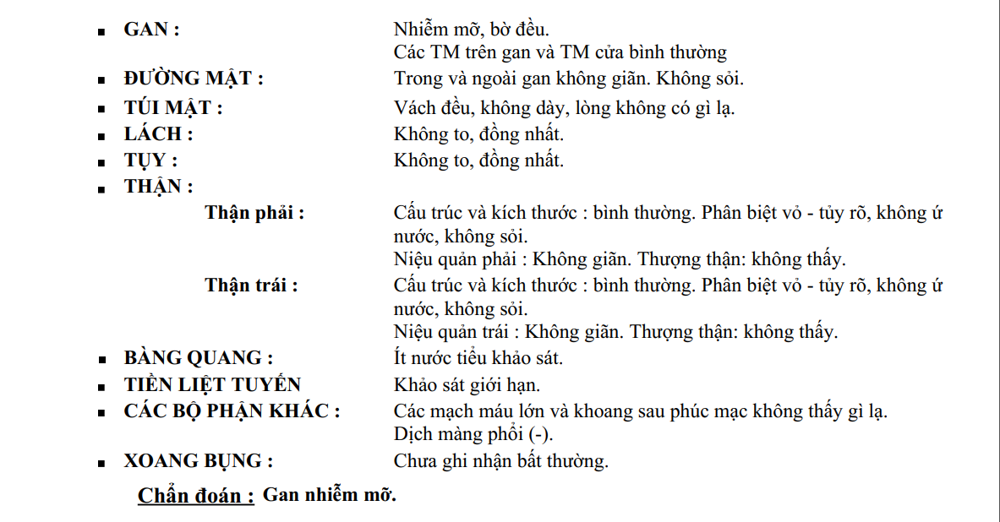 ▪ GAN : Nhiễm mỡ, bờ đều.
Các TM trên gan và TM cửa bình thường
▪ ĐƯỜNG MẬT : Trong và ngoài gan không giãn. Không sỏi.
▪ TÚI MẬT : Vách đều, không dày, lòng không có gì lạ.
▪ LÁCH : Không to, đồng nhất.
▪ TỤY : Không to, đồng nhất.
▪ THẬN :
Thận phải : Cấu trúc và kích thước : bình thường. Phân biệt vỏ - tủy rõ, không ứ
nước, không sỏi.
Niệu quản phải : Không giãn. Thượng thận: không thấy.
Thận trái : Cấu trúc và kích thước : bình thường. Phân biệt vỏ - tủy rõ, không ứ
nước, không sỏi.
Niệu quản trái : Không giãn. Thượng thận: không thấy.
▪ BÀNG QUANG : Ít nước tiểu khảo sát.
▪ TIỀN LIỆT TUYẾN Khảo sát giới hạn.
▪ CÁC BỘ PHẬN KHÁC : Các mạch máu lớn và khoang sau phúc mạc không thấy gì lạ.
Dịch màng phổi (-).
▪ XOANG BỤNG : Chưa ghi nhận bất thường.
Chẩn đoán : Gan nhiễm mỡ.